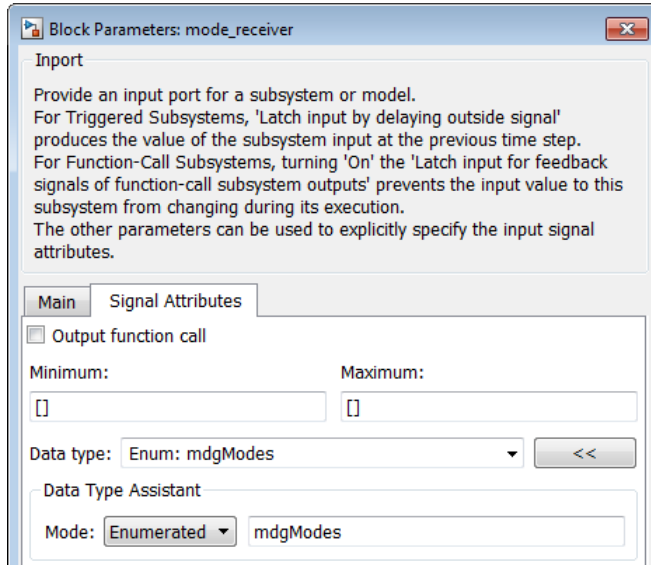 Block Parameters: mode_receiver
Inport
Provide an input port for a subsystem or model.
For Triggered Subsystems, 'Latch input by delaying outside signal'
produces the value of the subsystem input at the previous time step.
For Function-Call Subsystems, turning 'On' the 'Latch input for feedback
signals of function-call subsystem outputs' prevents the input value to this
subsystem from changing during its execution.
The other parameters can be used to explicitly specify the input signal
attributes.
Main Signal Attributes
Output function call
Minimum: Maximum:
[] []
Data type: Enum: mdgModes <<
Data Type Assistant
Mode: Enumerated mdgModes